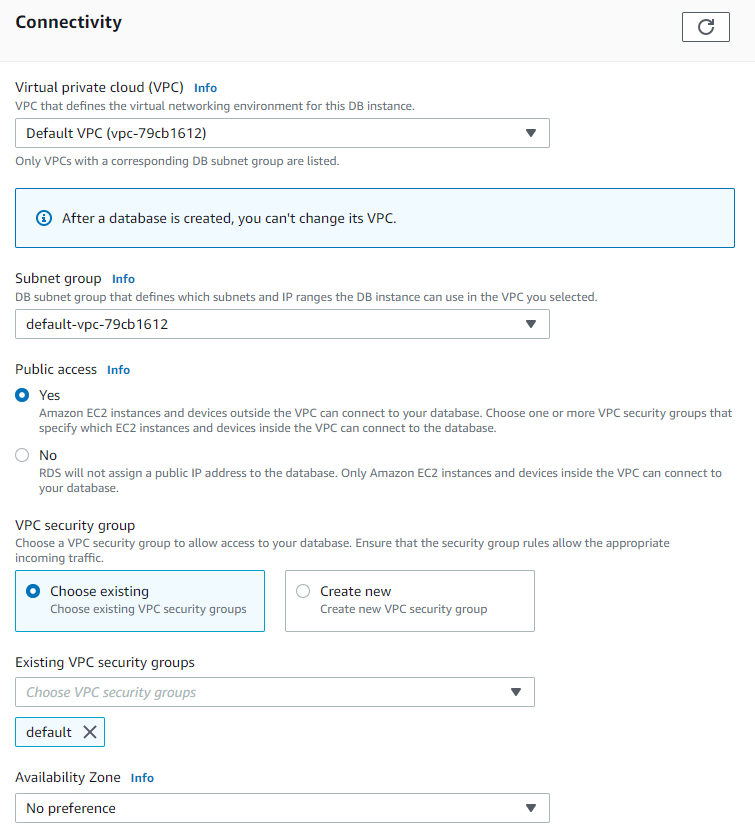 Connectivity
Virtual private cloud (VPC) Info
VPC that defines the virtual networking environment for this DB instance.
Default VPC (vpc-79cb1612)
Only VPCs with a corresponding DB subnet group are listed.
After a database is created, you can't change its VPC.
Subnet group Info
DB subnet group that defines which subnets and IP ranges the DB instance can use in the VPC you selected.
default-vpc-79cb1612
Public access Info
Yes
Amazon EC2 instances and devices outside the VPC can connect to your database. Choose one or more VPC security groups that
specify which EC2 instances and devices inside the VPC can connect to the database.
No
RDS will not assign a public IP address to the database. Only Amazon EC2 instances and devices inside the VPC can connect to
your database.
VPC security group
Choose a VPC security group to allow access to your database. Ensure that the security group rules allow the appropriate
incoming traffic.
Choose existing
Choose existing VPC security groups
Create new
Create new VPC security group
Existing VPC security groups
Choose VPC security groups
default
Availability Zone Info
No preference